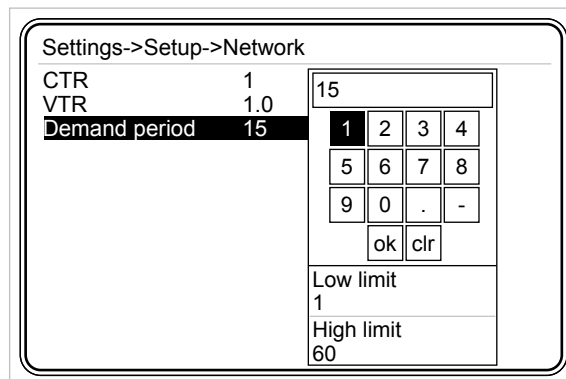 Settings->Setup->Network
CTR 1
VTR 1.0
Demand period 15
15
1 2 3 4
5 6 7 8
9 0 . -
ok clr
Low limit
1
High limit
60